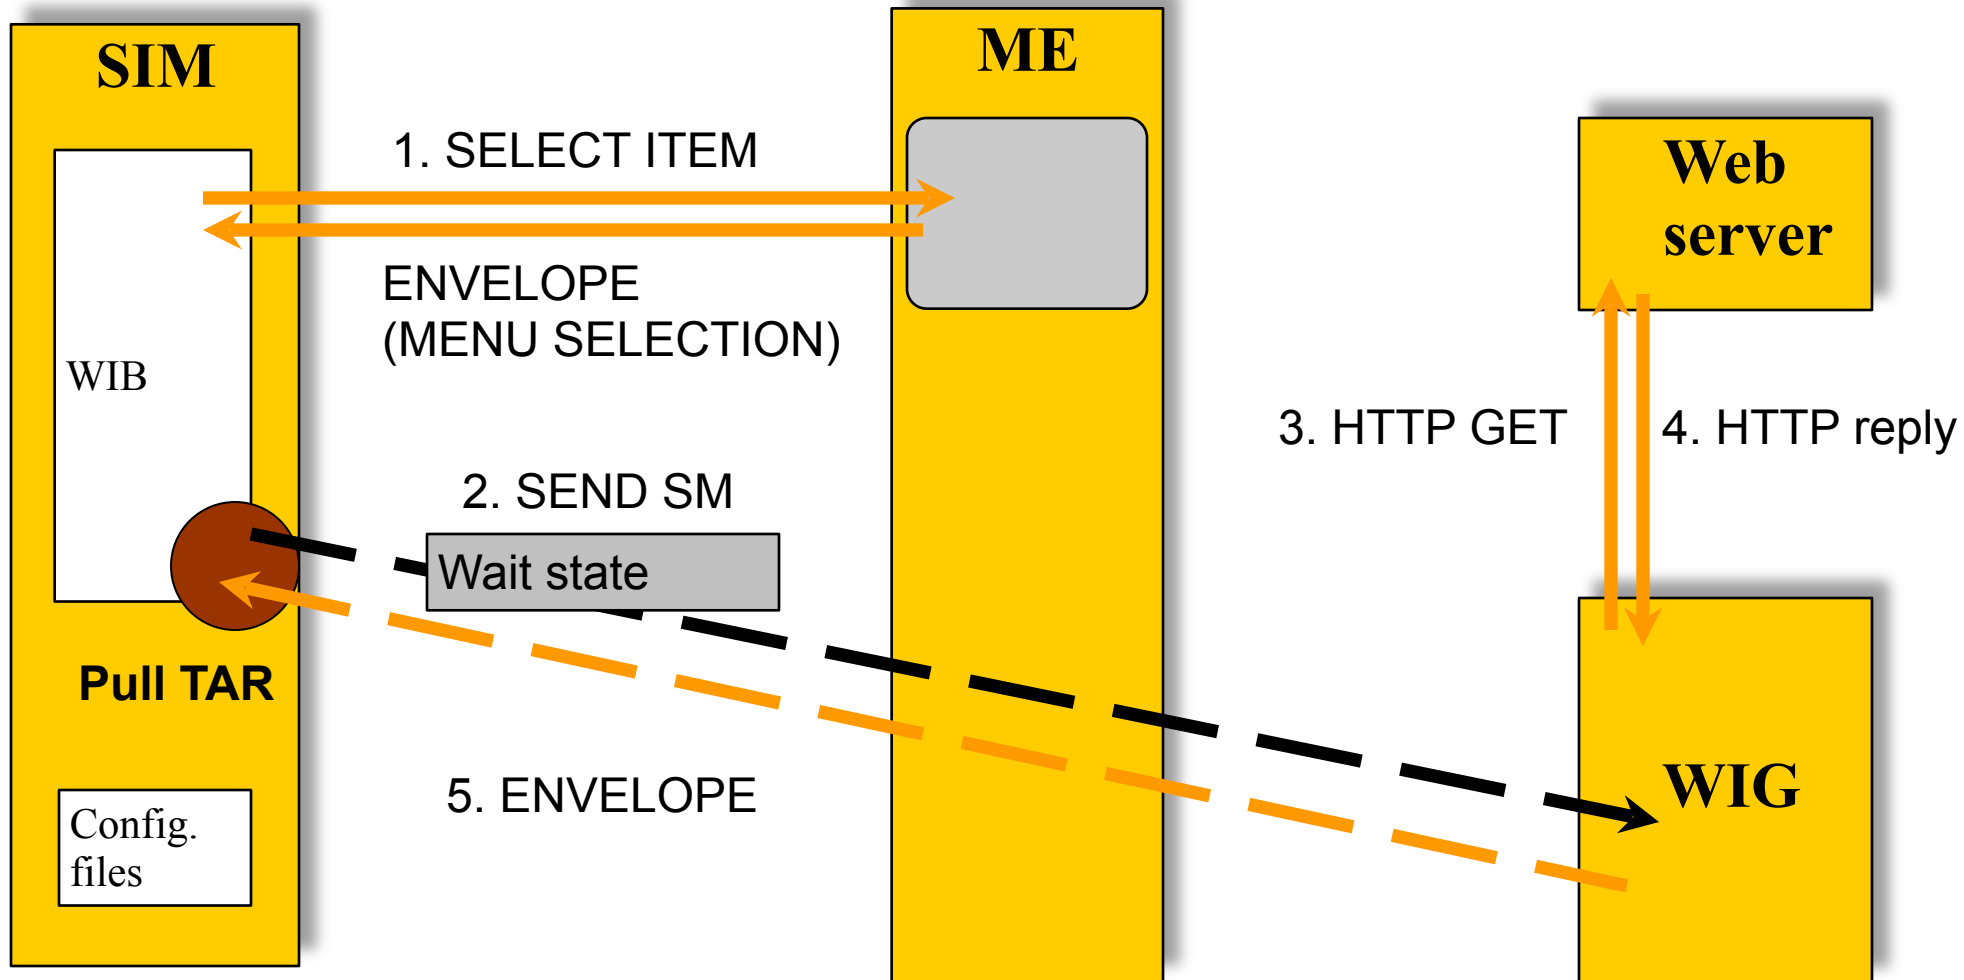 SIM
ME
1. SELECT ITEM
Web
server
ENVELOPE
(MENU SELECTION)
WIB
3. HTTP GET
4. HTTP reply
2. SEND SM
Wait state
Pull TAR
5. ENVELOPE
WIG
Config.
files